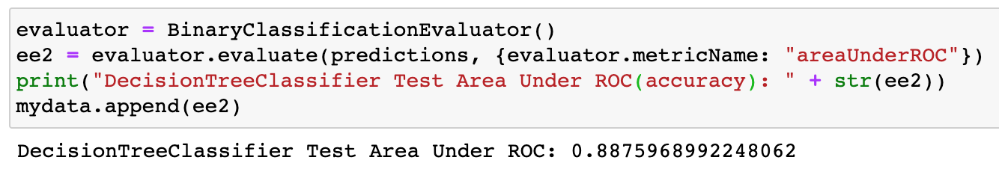 evaluator = BinaryClassificationEvaluator()
ee2 = evaluator.evaluate(predictions, {evaluator.metricName: "areaUnderROC"})
print("DecisionTreeClassifier Test Area Under ROC(accuracy): " + str(ee2))
mydata.append(ee2)
DecisionTreeClassifier Test Area Under ROC: 0.8875968992248062